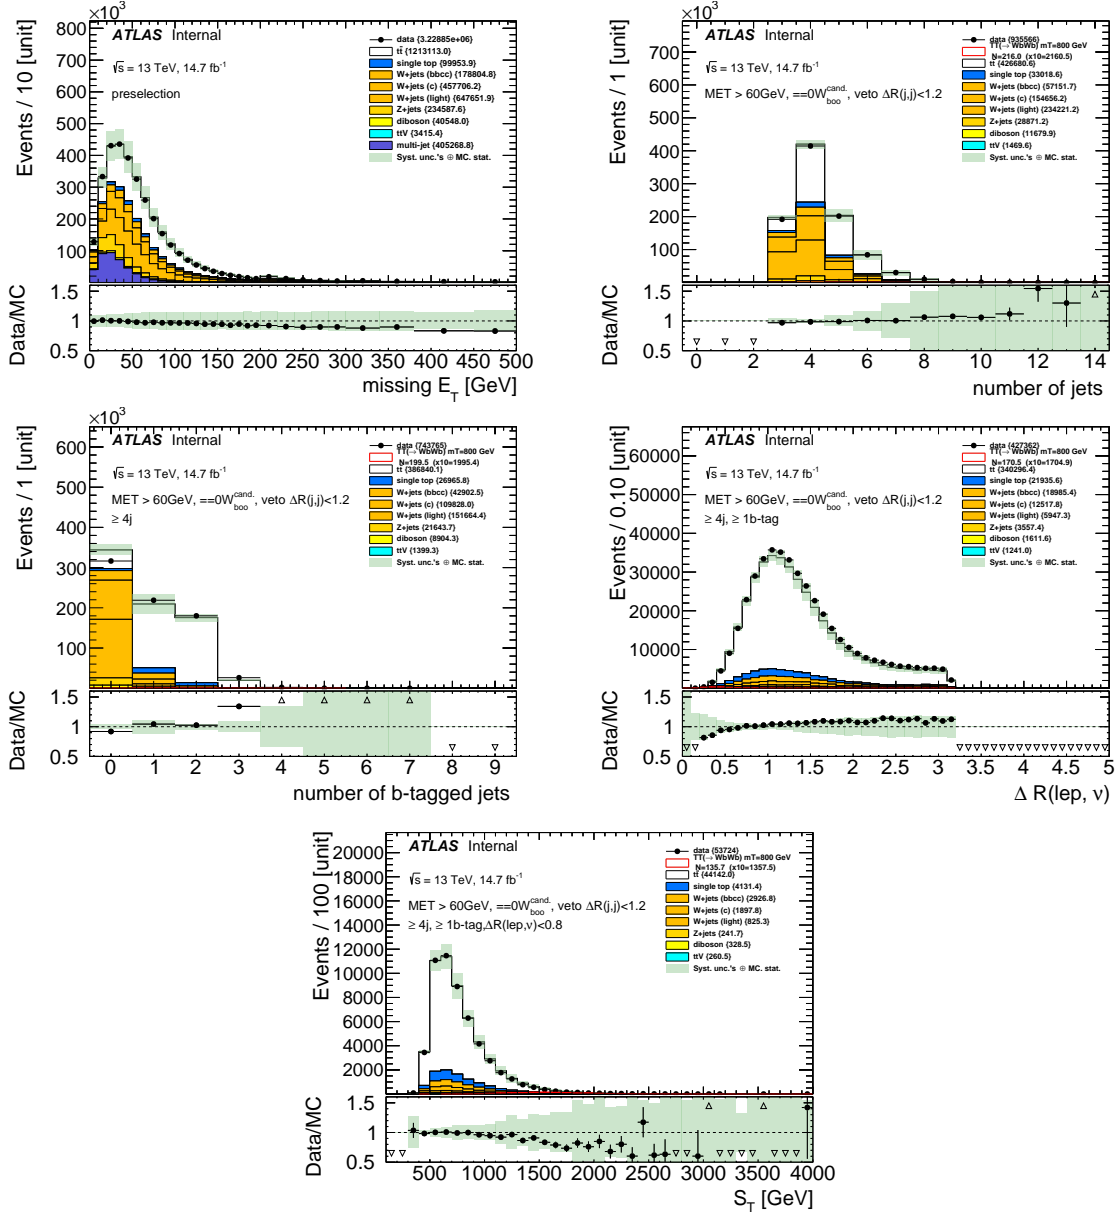 ×10³
800
700
600
500
400
300
200
100
Events / 10 [unit]
ATLAS Internal
√s = 13 TeV, 14.7 fb⁻¹
preselection
data {3.22885e+06}
tt̄ {1213113.0}
single top {99953.9}
W+jets (bbcc) {178804.8}
W+jets (c) {457706.2}
W+jets (light) {647651.9}
Z+jets {234587.6}
diboson {40548.0}
ttV {3415.4}
multi-jet {405268.8}
Syst. unc.'s ⊕ MC. stat.
Data/MC
1.5
1
0.5
0 50 100 150 200 250 300 350 400 450 500
missing E_T [GeV]
×10³
700
600
500
400
300
200
100
Events / 1 [unit]
ATLAS Internal
√s = 13 TeV, 14.7 fb⁻¹
MET > 60GeV, ==0W_boo^cand., veto ΔR(j,j)<1.2
data {935566}
TT(→ WbWb) mT=800 GeV
N=216.0 (x10=2160.5)
tt {426680.6}
single top {33018.6}
W+jets (bbcc) {57151.7}
W+jets (c) {154656.2}
W+jets (light) {234221.2}
Z+jets {28871.2}
diboson {11679.9}
ttV {1469.6}
Syst. unc.'s ⊕ MC. stat.
Data/MC
1.5
1
0.5
0 2 4 6 8 10 12 14
number of jets
×10³
600
500
400
300
200
100
Events / 1 [unit]
ATLAS Internal
√s = 13 TeV, 14.7 fb⁻¹
MET > 60GeV, ==0W_boo^cand., veto ΔR(j,j)<1.2
≥ 4j
data {743765}
TT(→ WbWb) mT=800 GeV
N=199.5 (x10=1995.4)
tt {386840.1}
single top {26965.8}
W+jets (bbcc) {42902.5}
W+jets (c) {109828.0}
W+jets (light) {151664.4}
Z+jets {21643.7}
diboson {8904.3}
ttV {1399.3}
Syst. unc.'s ⊕ MC. stat.
Data/MC
1.5
1
0.5
0 1 2 3 4 5 6 7 8 9
number of b-tagged jets
60000
50000
40000
30000
20000
10000
Events / 0.10 [unit]
ATLAS Internal
√s = 13 TeV, 14.7 fb⁻¹
MET > 60GeV, ==0W_boo^cand., veto ΔR(j,j)<1.2
≥ 4j, ≥ 1b-tag
data {427362}
TT(→ WbWb) mT=800 GeV
N=170.5 (x10=1704.9)
tt {340296.4}
single top {21935.6}
W+jets (bbcc) {18985.4}
W+jets (c) {12517.8}
W+jets (light) {5947.3}
Z+jets {3557.4}
diboson {1611.6}
ttV {1241.0}
Syst. unc.'s ⊕ MC. stat.
Data/MC
1.5
1
0.5
0 0.5 1 1.5 2 2.5 3 3.5 4 4.5 5
Δ R(lep, ν)
20000
18000
16000
14000
12000
10000
8000
6000
4000
2000
Events / 100 [unit]
ATLAS Internal
√s = 13 TeV, 14.7 fb⁻¹
MET > 60GeV, ==0W_boo^cand., veto ΔR(j,j)<1.2
≥ 4j, ≥ 1b-tag,ΔR(lep,ν)<0.8
data {53724}
TT(→ WbWb) mT=800 GeV
N=135.7 (x10=1357.5)
tt {44142.0}
single top {4131.4}
W+jets (bbcc) {2926.8}
W+jets (c) {1897.8}
W+jets (light) {825.3}
Z+jets {241.7}
diboson {328.5}
ttV {260.5}
Syst. unc.'s ⊕ MC. stat.
Data/MC
1.5
1
0.5
500 1000 1500 2000 2500 3000 3500 4000
S_T [GeV]